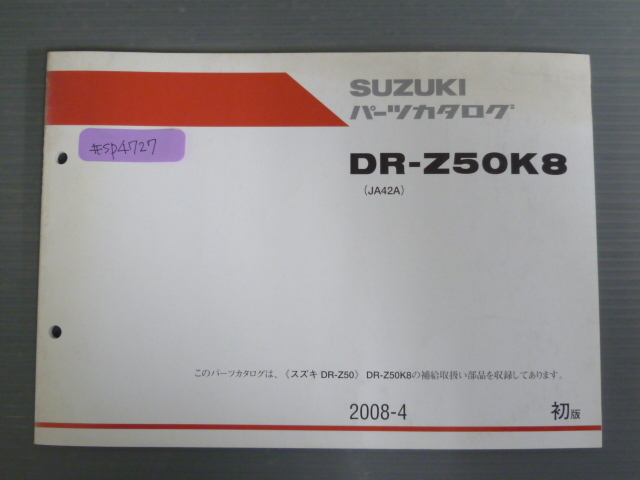 SUZUKI
パーツカタログ
#sp4727
DR-Z50K8
(JA42A)
このパーツカタログは、〈スズキ DR-Z50〉 DR-Z50K8の補給取扱い部品を収録してあります。
2008-4 初版